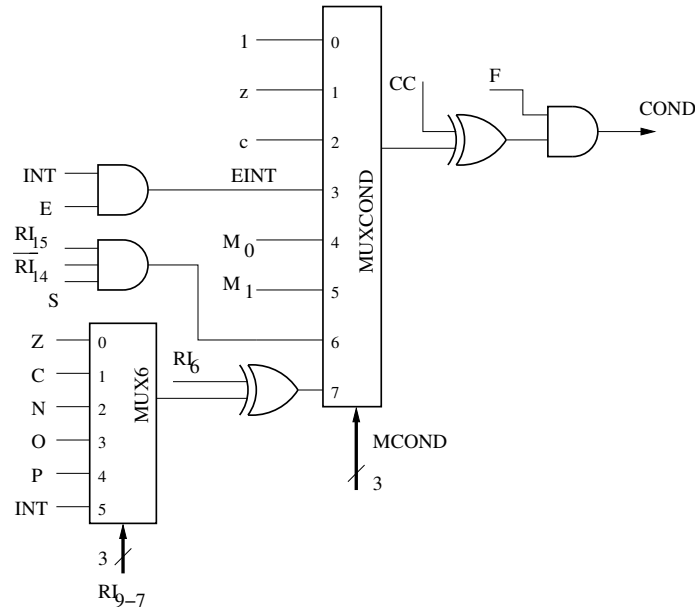 1
0
CC
F
COND
z
1
c
2
INT
E
EINT
3
MUXCOND
RI15
RI14
S
M0
4
M1
5
6
Z
0
C
1
N
2
O
3
P
4
INT
5
MUX6
RI6
7
MCOND
3
3
RI9-7